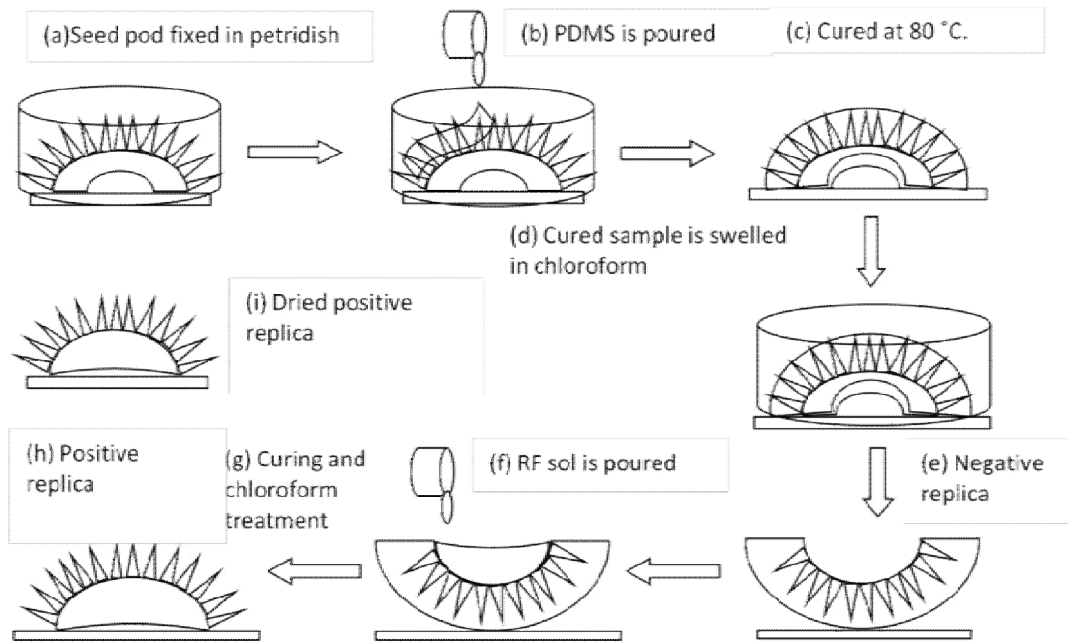 (a)Seed pod fixed in petridish
(b) PDMS is poured
(c) Cured at 80 ˚C.
(d) Cured sample is swelled
in chloroform
(e) Negative
replica
(f) RF sol is poured
(g) Curing and
chloroform
treatment
(h) Positive
replica
(i) Dried positive
replica